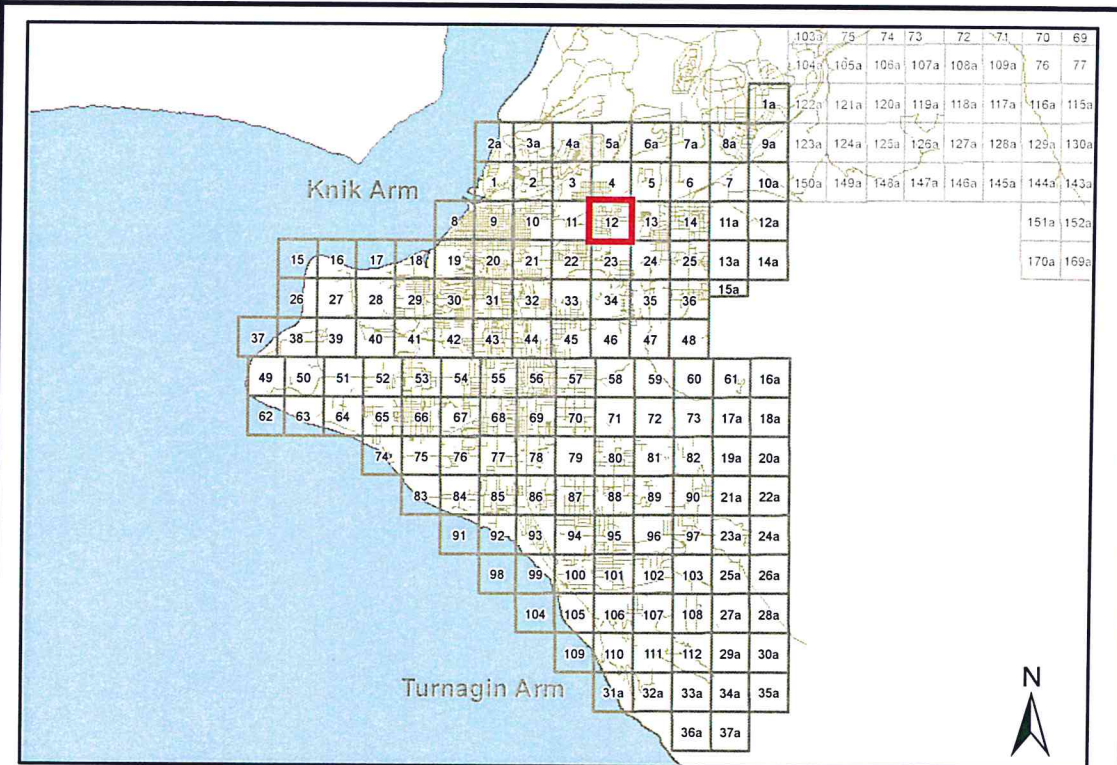 103a 75 74 73 72 71 70 69
104a 105a 106a 107a 108a 109a 76 77
1a 122a 121a 120a 119a 118a 117a 116a 115a
2a 3a 4a 5a 6a 7a 8a 9a 123a 124a 125a 126a 127a 128a 129a 130a
Knik Arm 1 2 3 4 5 6 7 10a 150a 149a 148a 147a 146a 145a 144a 143a
8 9 10 11 12 13 14 11a 12a 151a 152a
15 16 17 18 19 20 21 22 23 24 25 13a 14a 170a 169a
15a
26 27 28 29 30 31 32 33 34 35 36
37 38 39 40 41 42 43 44 45 46 47 48
49 50 51 52 53 54 55 56 57 58 59 60 61 16a
62 63 64 65 66 67 68 69 70 71 72 73 17a 18a
74 75 76 77 78 79 80 81 82 19a 20a
83 84 85 86 87 88 89 90 21a 22a
91 92 93 94 95 96 97 23a 24a
98 99 100 101 102 103 25a 26a
104 105 106 107 108 27a 28a
109 110 111 112 29a 30a
Turnagin Arm 31a 32a 33a 34a 35a N
36a 37a